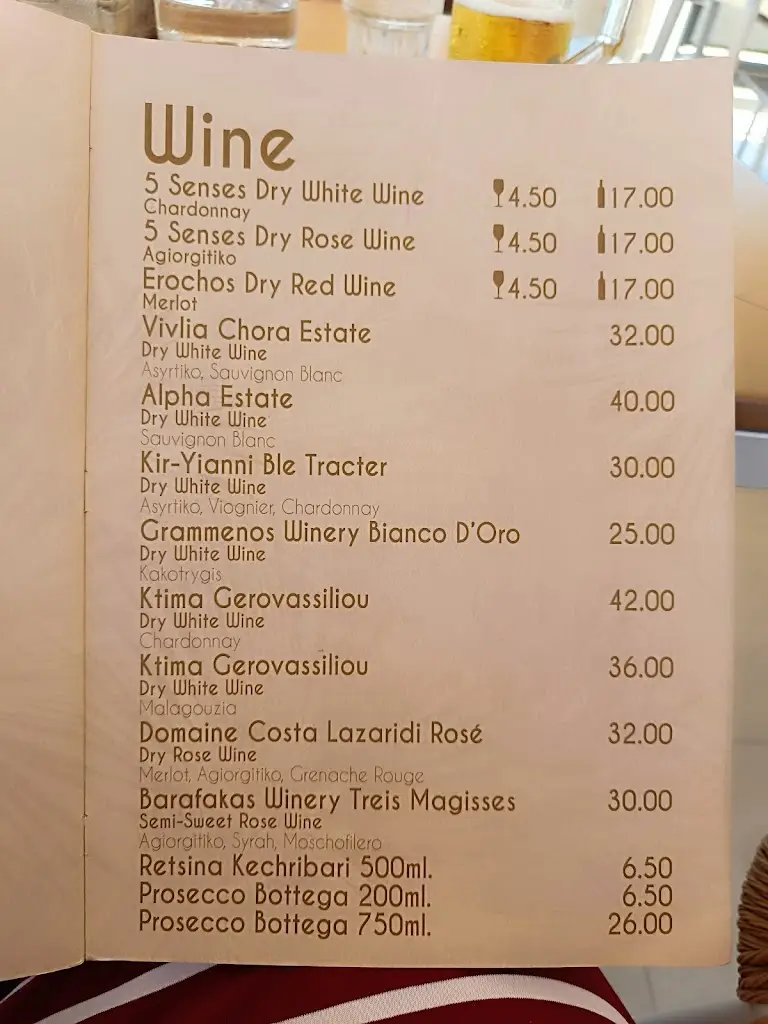 Wine
5 Senses Dry White Wine 4.50 17.00
Chardonnay
5 Senses Dry Rose Wine 4.50 17.00
Agiorgitiko
Erochos Dry Red Wine 4.50 17.00
Merlot
Vivlia Chora Estate 32.00
Dry White Wine
Asyrtiko, Sauvignon Blanc
Alpha Estate 40.00
Dry White Wine
Sauvignon Blanc
Kir-Yianni Ble Tracter 30.00
Dry White Wine
Asyrtiko, Viognier, Chardonnay
Grammenos Winery Bianco D'Oro 25.00
Dry White Wine
Kakotrygis
Ktima Gerovassiliou 42.00
Dry White Wine
Chardonnay
Ktima Gerovassiliou 36.00
Dry White Wine
Malagouzia
Domaine Costa Lazaridi Rosé 32.00
Dry Rose Wine
Merlot, Agiorgitiko, Grenache Rouge
Barafakas Winery Treis Magisses 30.00
Semi-Sweet Rose Wine
Agiorgitiko, Syrah, Moschofilero
Retsina Kechribari 500ml. 6.50
Prosecco Bottega 200ml. 6.50
Prosecco Bottega 750ml. 26.00